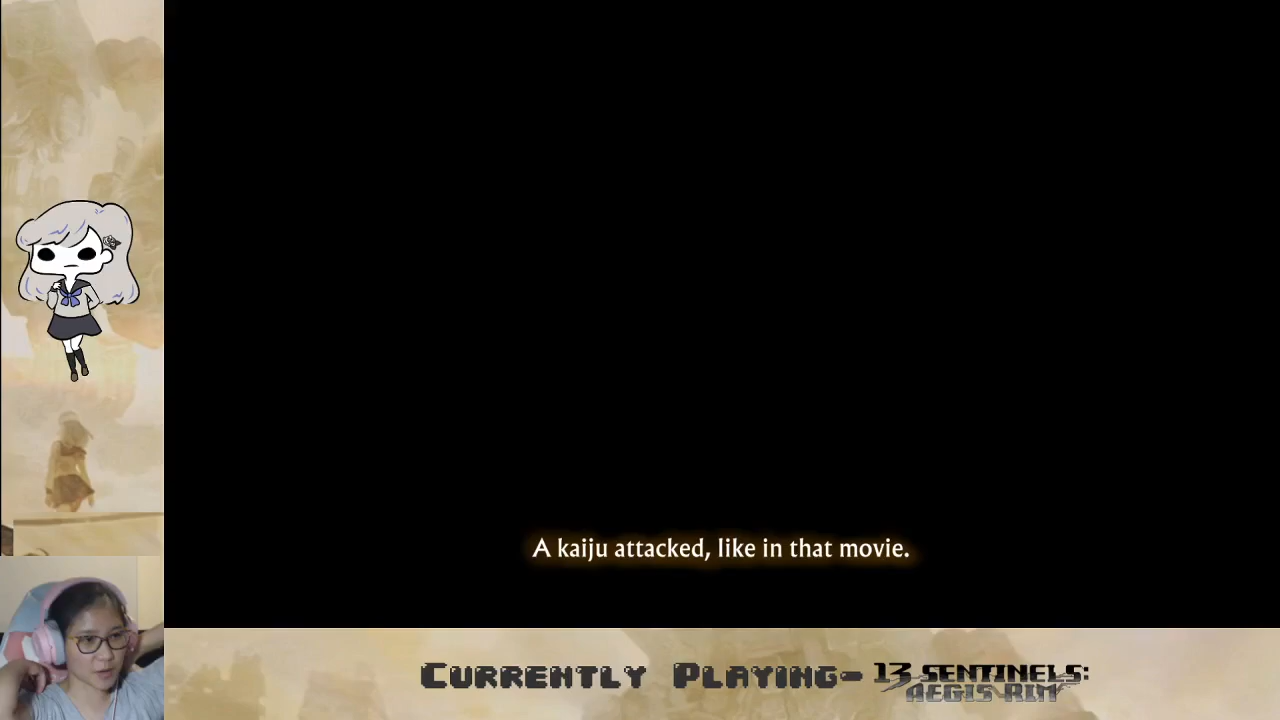 A kaiju attacked, like in that movie.
Currently Playing- 13 SENTINELS:
AEGIS RIM